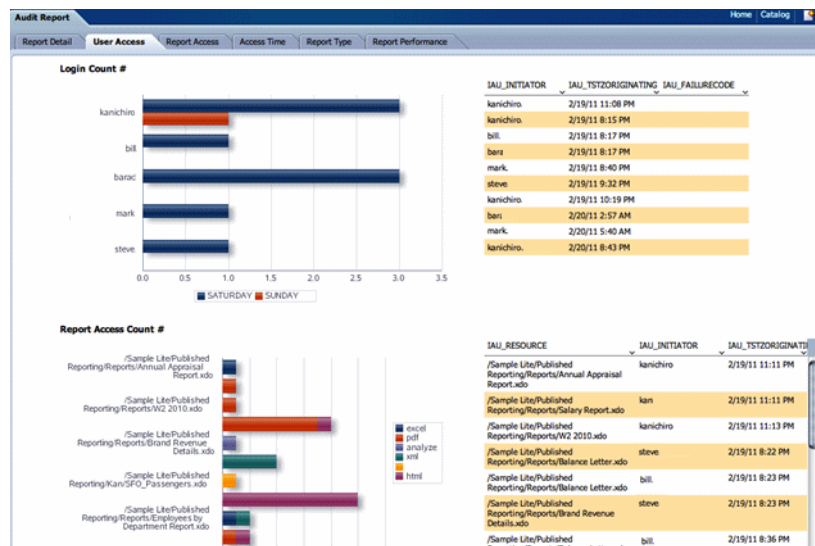 Audit Report
Home
Catalog
Report Detail
User Access
Report Access
Access Time
Report Type
Report Performance
Login Count #
kanichiro
bill
barac
mark
steve
0.0
0.5
1.0
1.5
2.0
2.5
3.0
3.5
SATURDAY
SUNDAY
IAU_INITIATOR IAU_TSTZORIGINATING IAU_FAILURECODE
kanichiro. 2/19/11 11:08 PM
kanichiro. 2/19/11 8:15 PM
bill. 2/19/11 8:17 PM
bara 2/19/11 8:17 PM
mark. 2/19/11 8:40 PM
steve 2/19/11 9:32 PM
kanichiro. 2/19/11 10:19 PM
bara 2/20/11 2:57 AM
mark. 2/20/11 5:40 AM
kanichiro. 2/20/11 8:43 PM
Report Access Count #
/Sample Lite/Published
Reporting/Reports/Annual Appraisal
Report.xdo
/Sample Lite/Published
Reporting/Reports/W2 2010.xdo
/Sample Lite/Published
Reporting/Reports/Brand Revenue
Details.xdo
/Sample Lite/Published
Reporting/Kan/SFO_Passengers.xdo
/Sample Lite/Published
Reporting/Reports/Employees by
Department Report.xdo
excel
pdf
analyze
xml
html
IAU_RESOURCE IAU_INITIATOR IAU_TSTZORIGINATI
/Sample Lite/Published kanichiro 2/19/11 11:11 PM
Reporting/Reports/Annual Appraisal
Report.xdo
/Sample Lite/Published kan 2/19/11 11:11 PM
Reporting/Reports/Salary Report.xdo
/Sample Lite/Published kanichiro 2/19/11 11:13 PM
Reporting/Reports/W2 2010.xdo
/Sample Lite/Published steve 2/19/11 8:22 PM
Reporting/Reports/Balance Letter.xdo
/Sample Lite/Published bill. 2/19/11 8:23 PM
Reporting/Reports/Balance Letter.xdo
/Sample Lite/Published steve 2/19/11 8:23 PM
Reporting/Reports/Brand Revenue
Details.xdo
/Sample Lite/Published bill. 2/19/11 8:36 PM